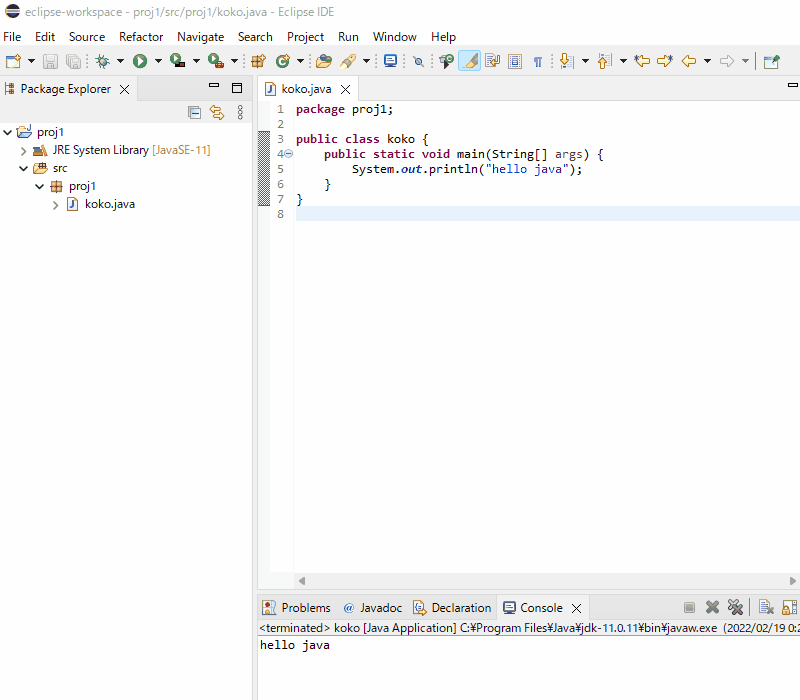 eclipse-workspace - proj1/src/proj1/koko.java - Eclipse IDE
File Edit Source Refactor Navigate Search Project Run Window Help
Package Explorer
proj1
JRE System Library [JavaSE-11]
src
proj1
koko.java
koko.java
1 package proj1;
2
3 public class koko {
4 public static void main(String[] args) {
5 System.out.println("hello java");
6 }
7 }
8
Problems @ Javadoc Declaration Console
<terminated> koko [Java Application] C:¥Program Files¥Java¥jdk-11.0.11¥bin¥javaw.exe (2022/02/19 0:2
hello java